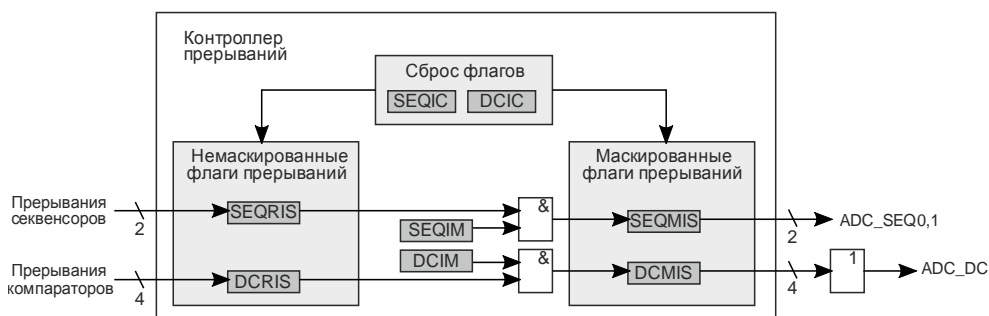 Контроллер
прерываний
Сброс флагов
SEQIC DCIC
Немаскированные
флаги прерываний
Маскированные
флаги прерываний
Прерывания
секвенсоров
2
SEQRIS
SEQIM
&
SEQMIS
2
ADC_SEQ0,1
Прерывания
компараторов
4
DCRIS
DCIM
&
DCMIS
4
1
ADC_DC